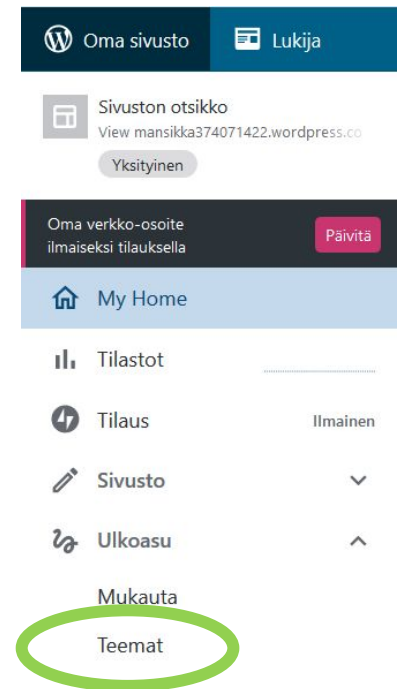 Oma sivusto
Lukija
Sivuston otsikko
View mansikka374071422.wordpress.co
Yksityinen
Oma verkko-osoite
ilmaiseksi tilauksella
Päivitä
My Home
Tilastot
Tilaus
Ilmainen
Sivusto
Ulkoasu
Mukauta
Teemat